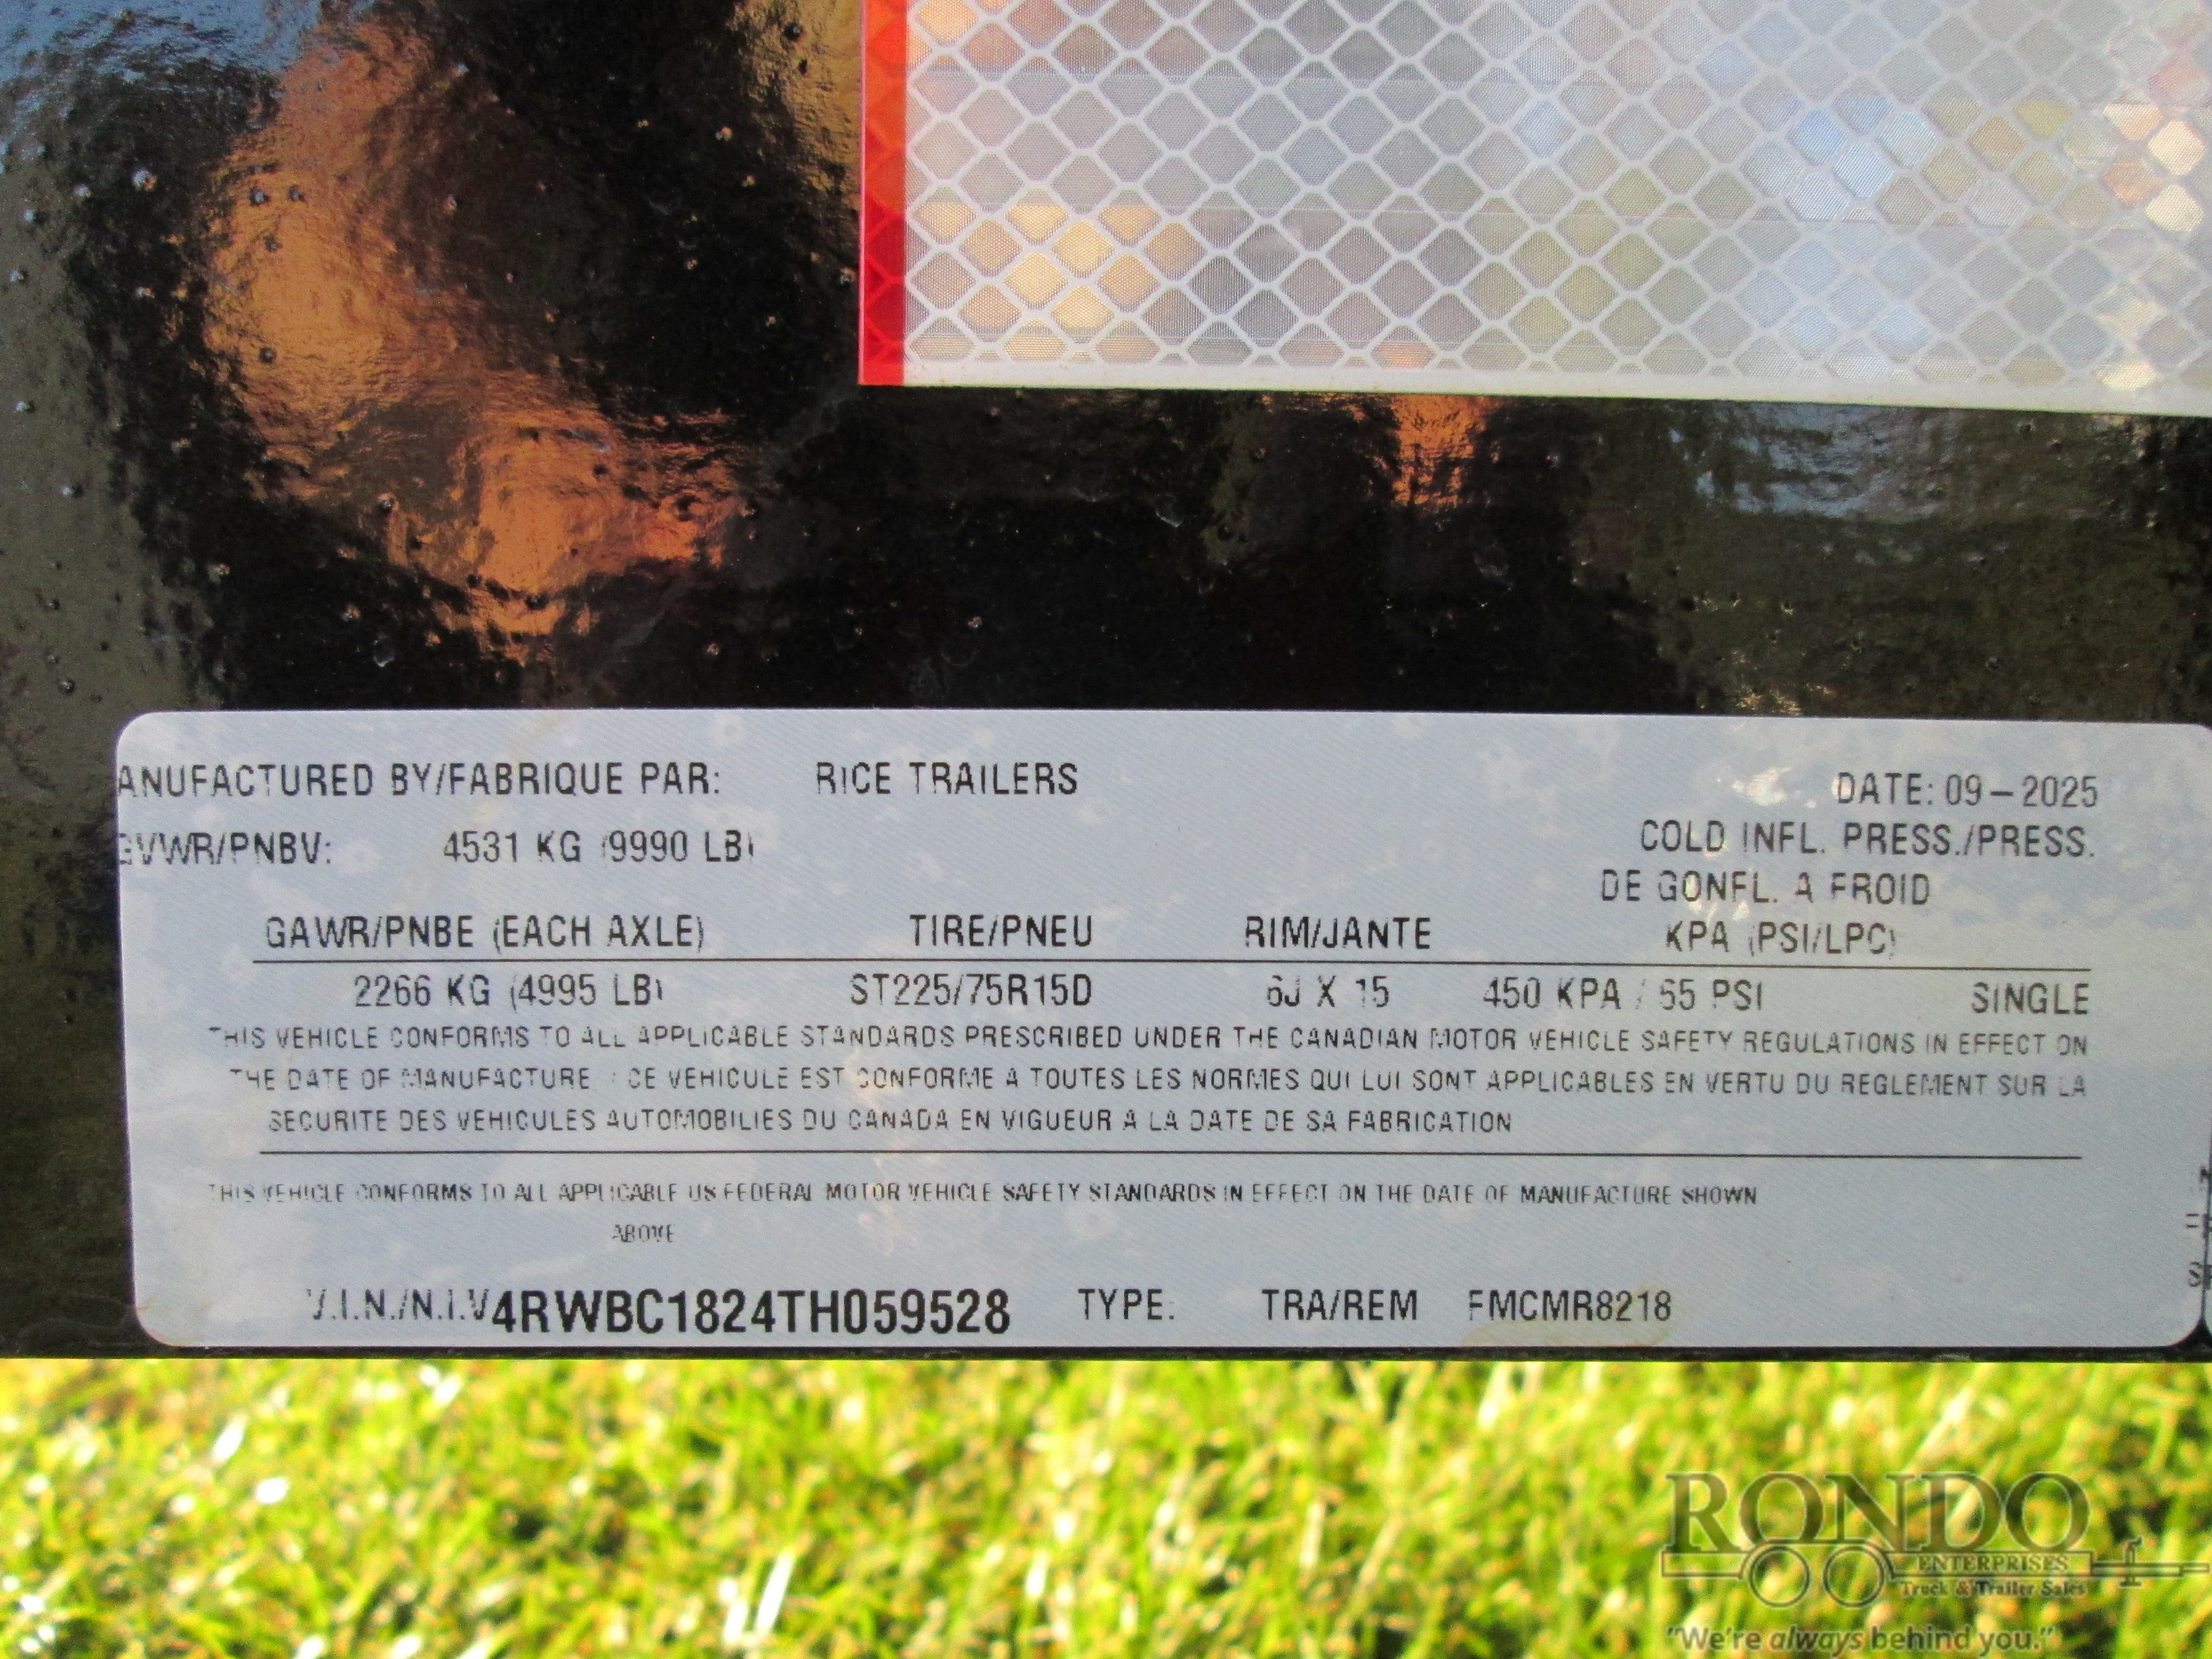 ANUFACTURED BY/FABRIQUE PAR: RICE TRAILERS DATE: 09-2025
GVWR/PNBV: 4531 KG (9990 LB) COLD INFL. PRESS./PRESS.
DE GONFL. A FROID
GAWR/PNBE (EACH AXLE) TIRE/PNEU RIM/JANTE KPA (PSI/LPC)
2266 KG (4995 LB) ST225/75R15D 6J X 15 450 KPA / 65 PSI SINGLE
THIS VEHICLE CONFORMS TO ALL APPLICABLE STANDARDS PRESCRIBED UNDER THE CANADIAN MOTOR VEHICLE SAFETY REGULATIONS IN EFFECT ON
THE DATE OF MANUFACTURE / CE VEHICULE EST CONFORME A TOUTES LES NORMES QUI LUI SONT APPLICABLES EN VERTU DU REGLEMENT SUR LA
SECURITE DES VEHICULES AUTOMOBILIES DU CANADA EN VIGUEUR A LA DATE DE SA FABRICATION
THIS VEHICLE CONFORMS TO ALL APPLICABLE US FEDERAL MOTOR VEHICLE SAFETY STANDARDS IN EFFECT ON THE DATE OF MANUFACTURE SHOWN
ABOVE
V.I.N./N.I.V 4RWBC1824TH059528 TYPE: TRA/REM FMCMR8218
RONDO
ENTERPRISES
Truck & Trailer Sales
"We're always behind you."